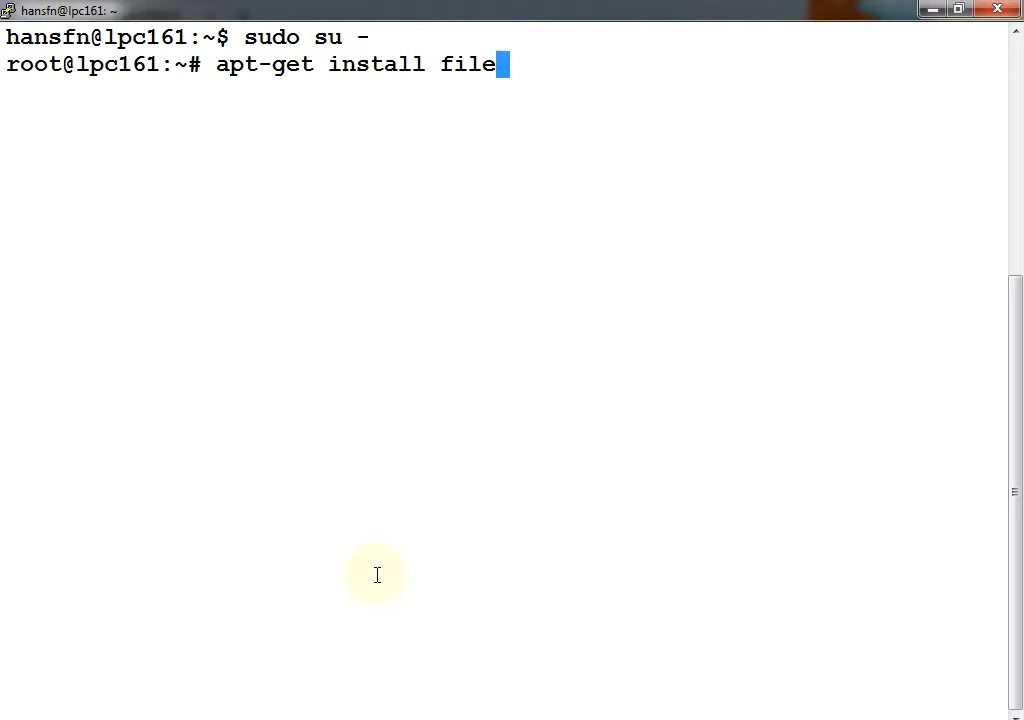 hansfn@lpc161: ~
hansfn@lpc161:~$ sudo su -
root@lpc161:~# apt-get install file